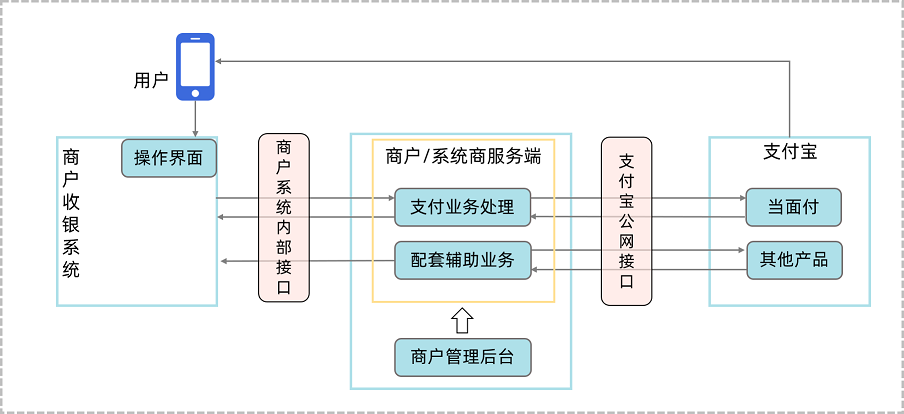 用户
商户收银系统
操作界面
商户系统内部接口
商户/系统商服务端
支付业务处理
配套辅助业务
商户管理后台
支付宝公网接口
支付宝
当面付
其他产品